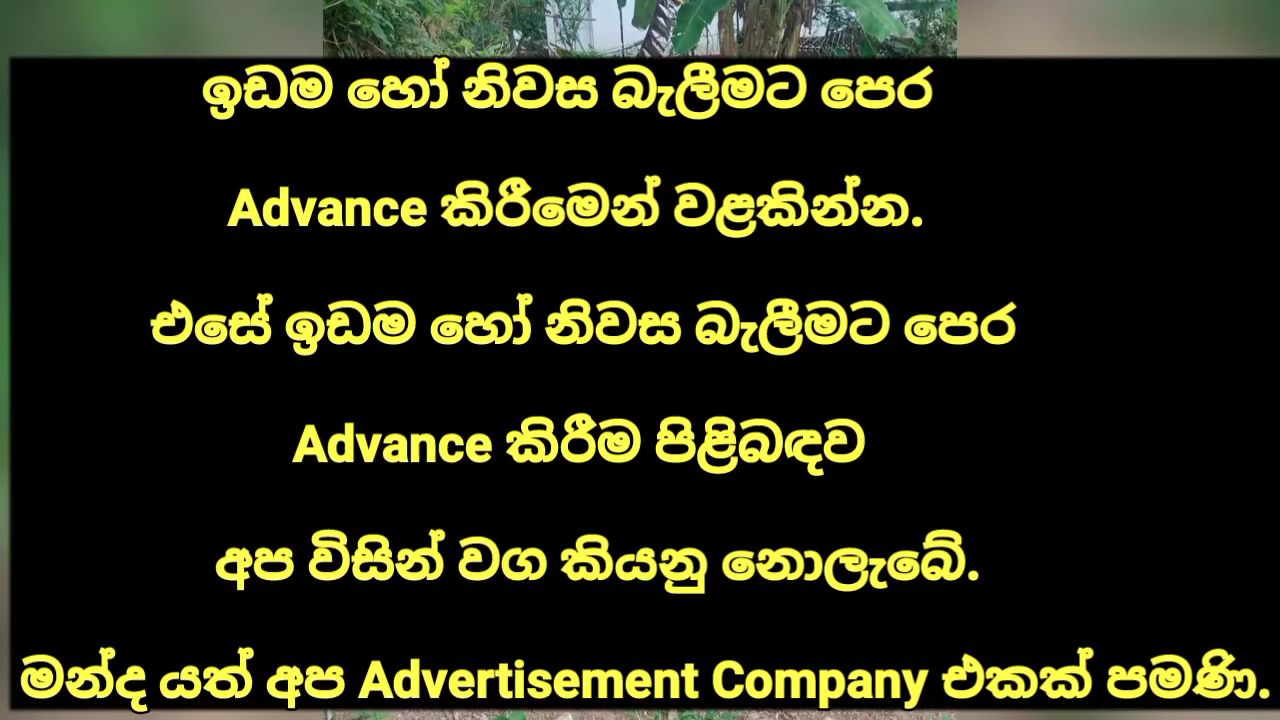 ඉඩම හෝ නිවස බැලීමට පෙර
Advance කිරීමෙන් වළකින්න.
එසේ ඉඩම හෝ නිවස බැලීමට පෙර
Advance කිරීම පිළිබඳව
අප විසින් වග කියනු නොලැබේ.
මන්ද යත් අප Advertisement Company එකක් පමණි.